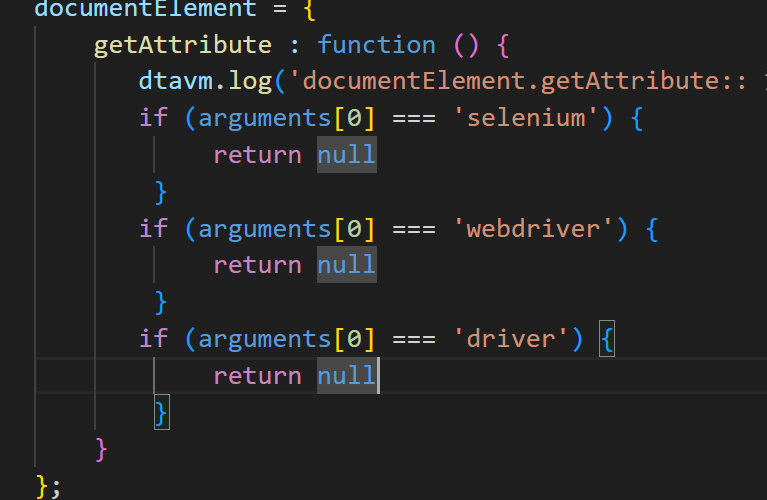 documentElement = {
getAttribute : function () {
dtavm.log('documentElement.getAttribute::
if (arguments[0] === 'selenium') {
return null
}
if (arguments[0] === 'webdriver') {
return null
}
if (arguments[0] === 'driver') {
return null
}
}
};